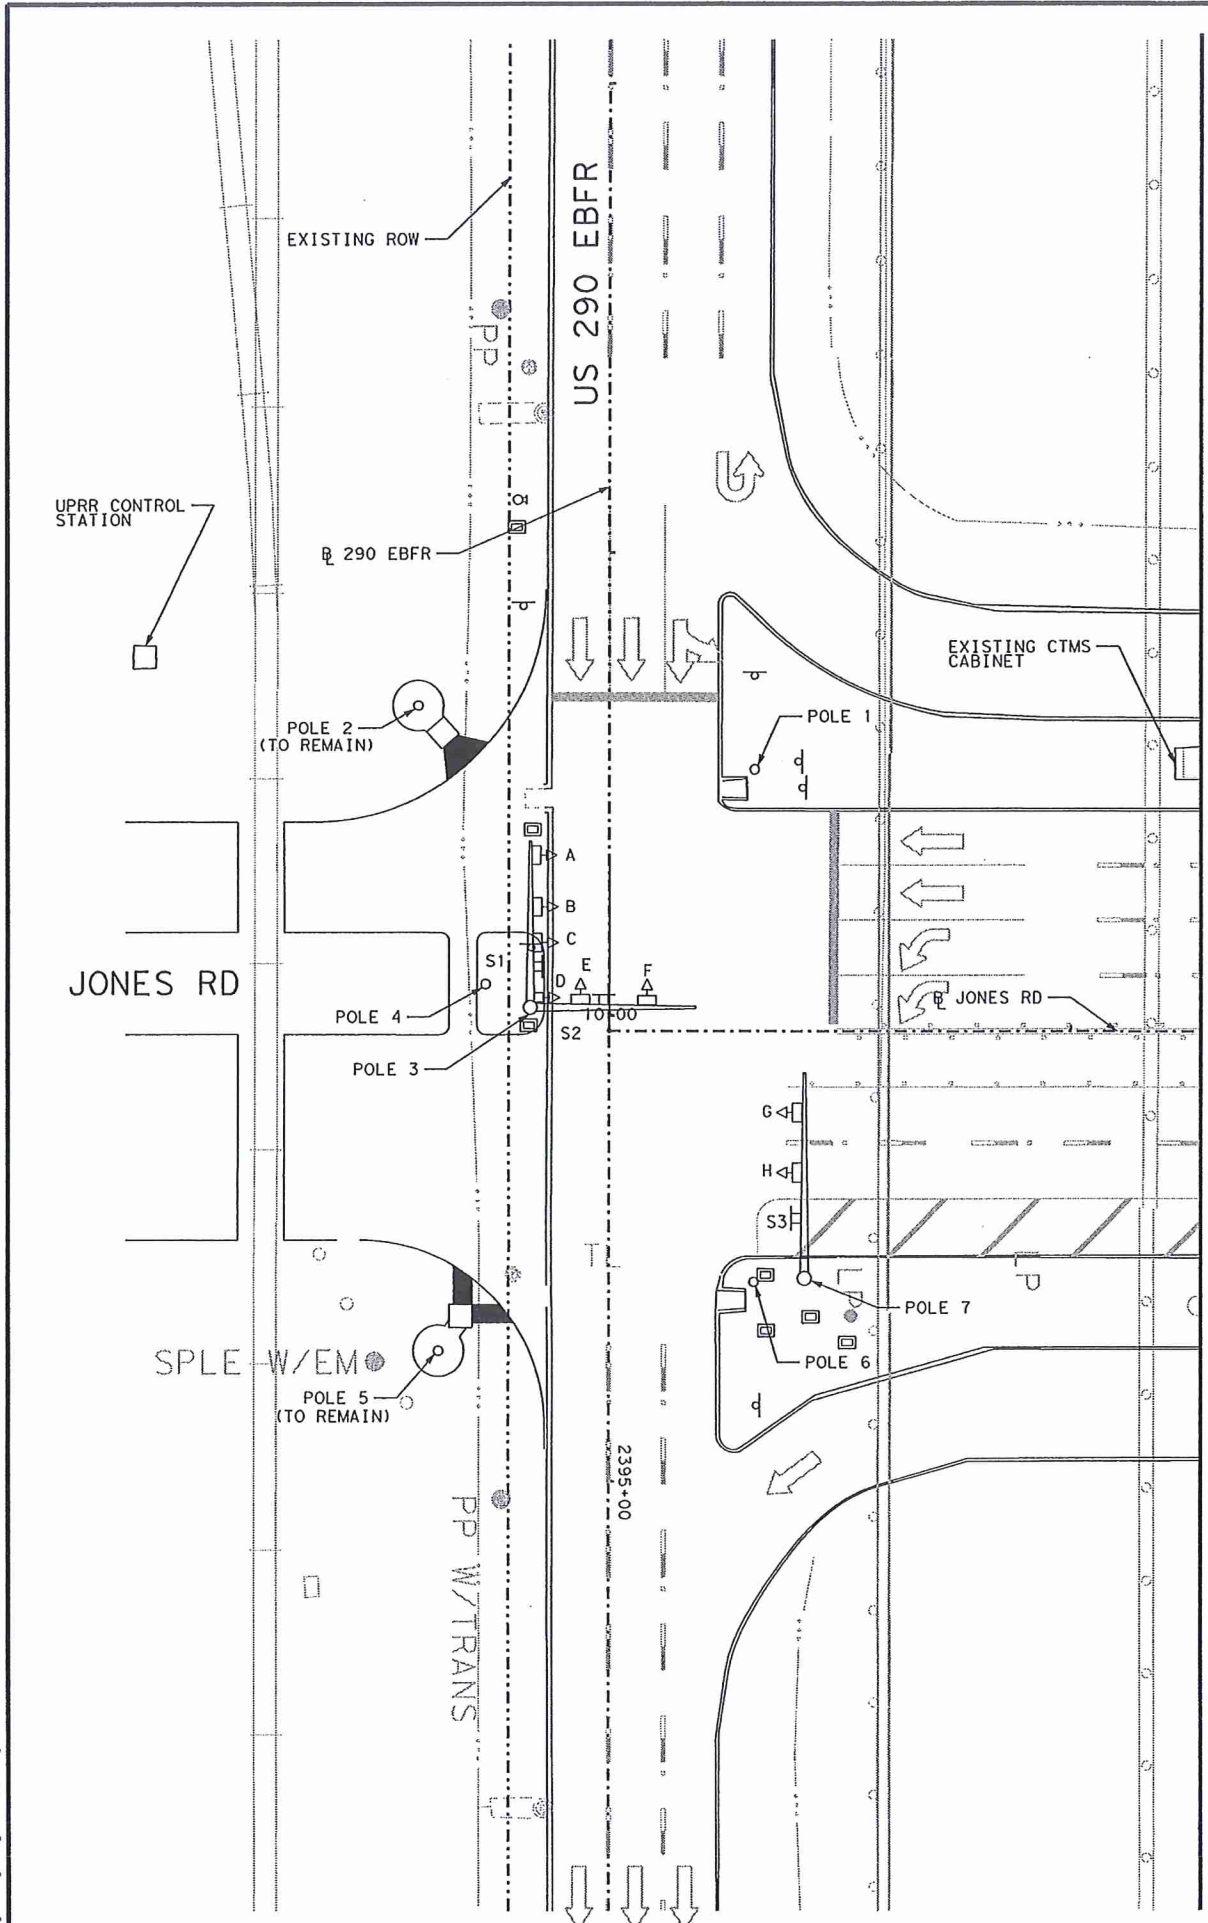 EXISTING ROW
US 290 EBFR
PP
UPRR CONTROL
STATION
290 EBFR
EXISTING CTMS
CABINET
POLE 2
(TO REMAIN)
POLE 1
A
B
C
S1
D
E
F
JONES RD
JONES RD
POLE 4
10+00
S2
POLE 3
G
H
S3
LP
LP
POLE 7
POLE 6
SPLE W/EM
POLE 5
(TO REMAIN)
2395+00
PP W/TRANS